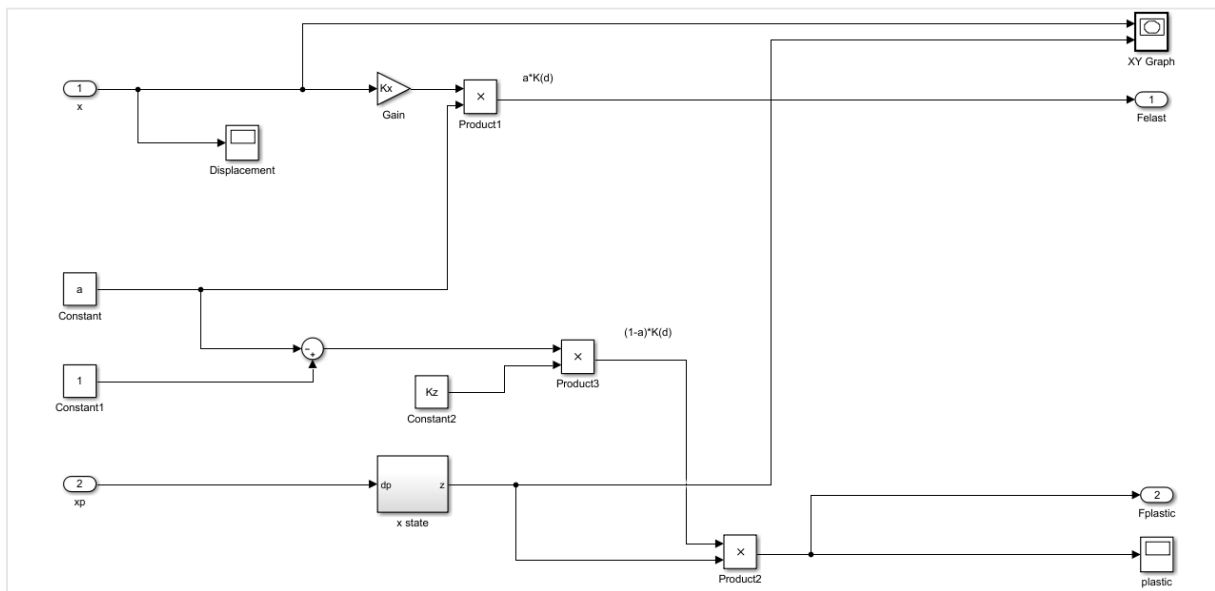 XY Graph
a*K(d)
1
x
Kx
Gain
×
Product1
1
Felast
Displacement
a
Constant
1
Constant1
-
+
(1-a)*K(d)
×
Product3
Kz
Constant2
2
xp
dp
z
x state
2
Fplastic
×
Product2
plastic